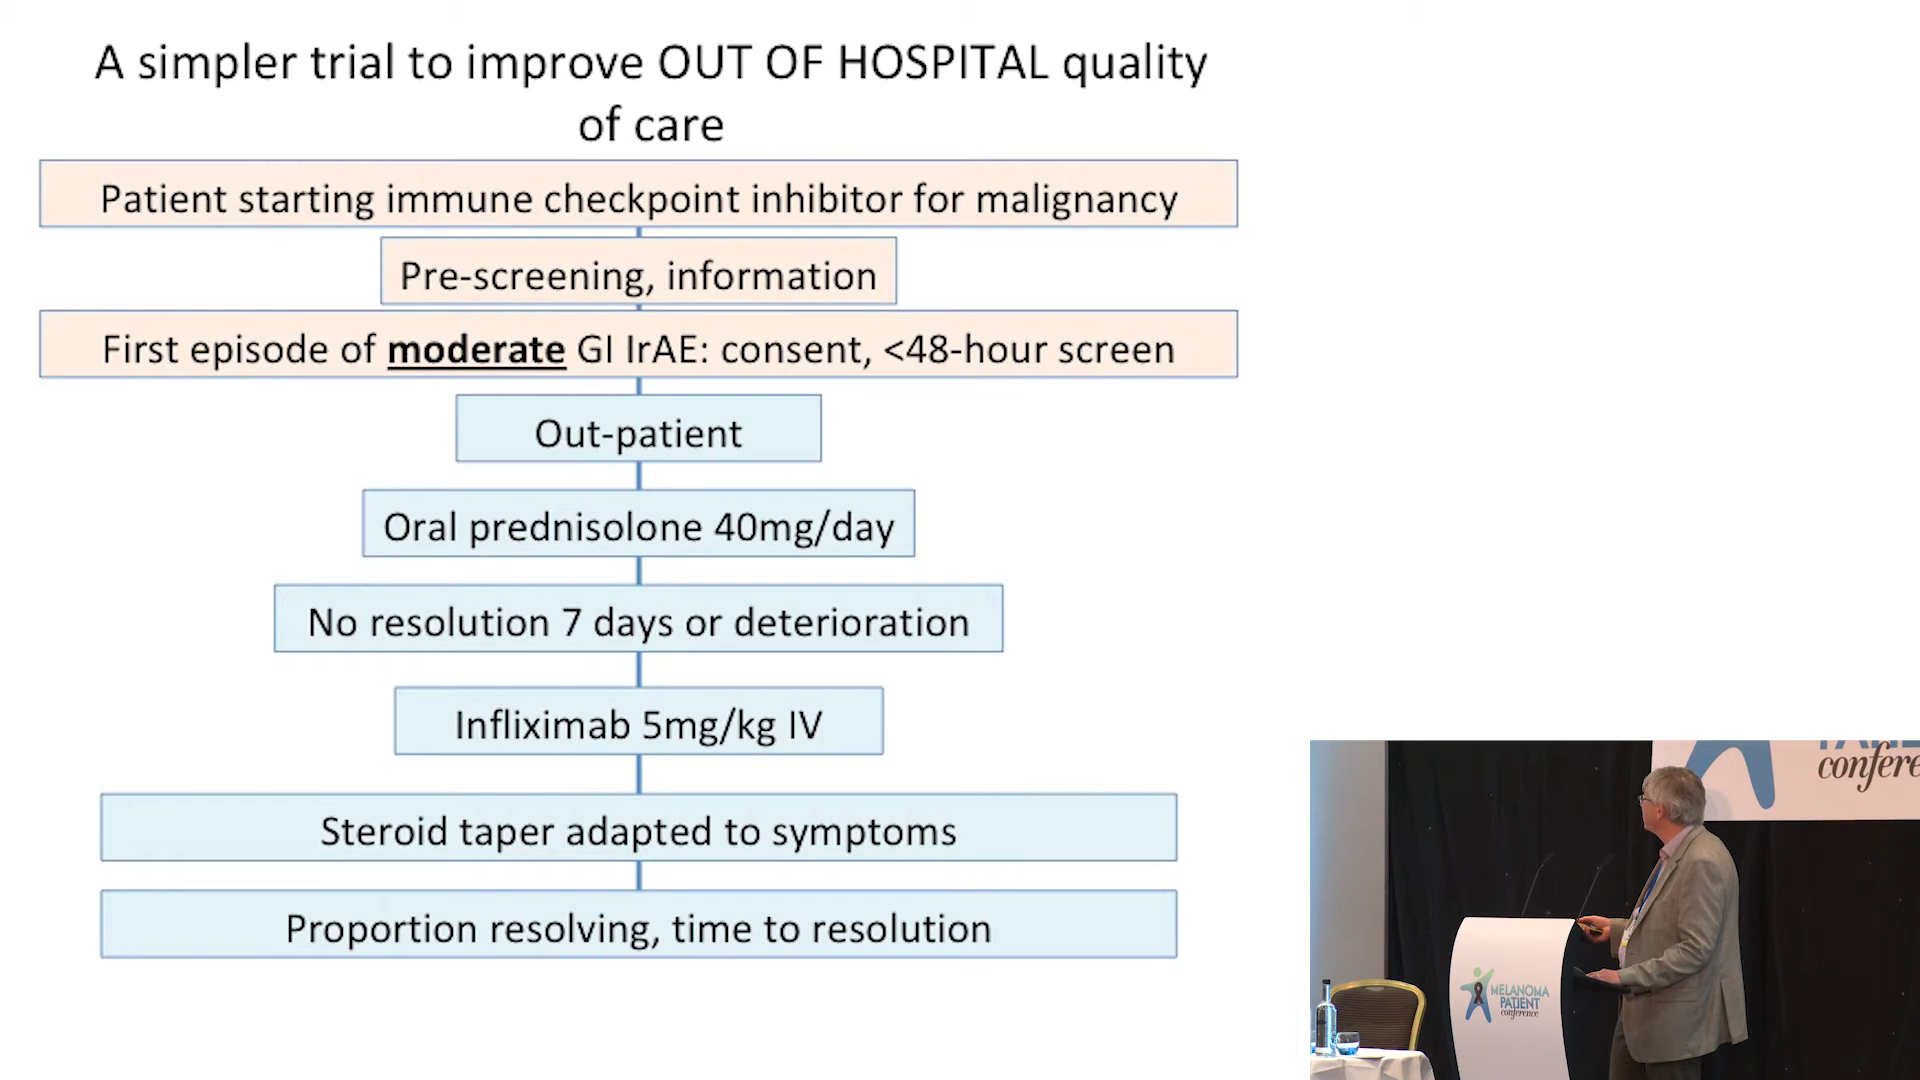 A simpler trial to improve OUT OF HOSPITAL quality
of care
Patient starting immune checkpoint inhibitor for malignancy
Pre-screening, information
First episode of moderate GI IrAE: consent, <48-hour screen
Out-patient
Oral prednisolone 40mg/day
No resolution 7 days or deterioration
Infliximab 5mg/kg IV
Steroid taper adapted to symptoms
Proportion resolving, time to resolution
MELANOMA
PATIENT
conference